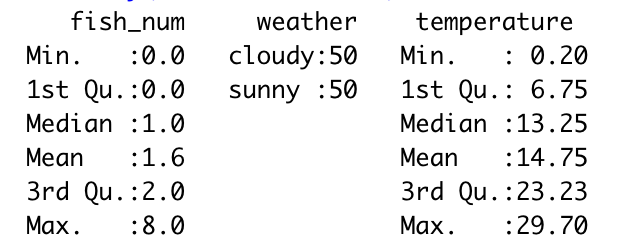 fish_num weather temperature
Min. :0.0 cloudy:50 Min. : 0.20
1st Qu.:0.0 sunny :50 1st Qu.: 6.75
Median :1.0 Median :13.25
Mean :1.6 Mean :14.75
3rd Qu.:2.0 3rd Qu.:23.23
Max. :8.0 Max. :29.70